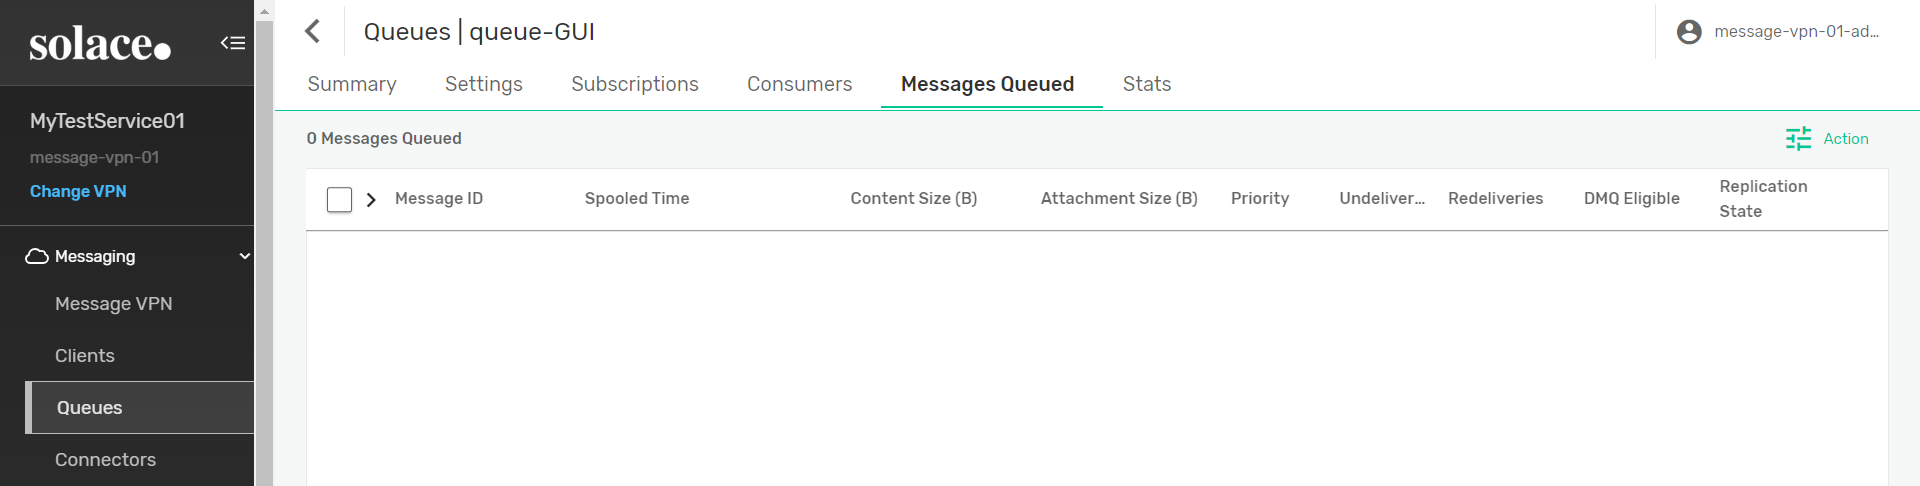 solace.
MyTestService01
message-vpn-01
Change VPN
Messaging
Message VPN
Clients
Queues
Connectors
Queues | queue-GUI
message-vpn-01-ad...
Summary Settings Subscriptions Consumers Messages Queued Stats
0 Messages Queued
Action
Message ID Spooled Time Content Size (B) Attachment Size (B) Priority Undeliver... Redeliveries DMQ Eligible Replication
State